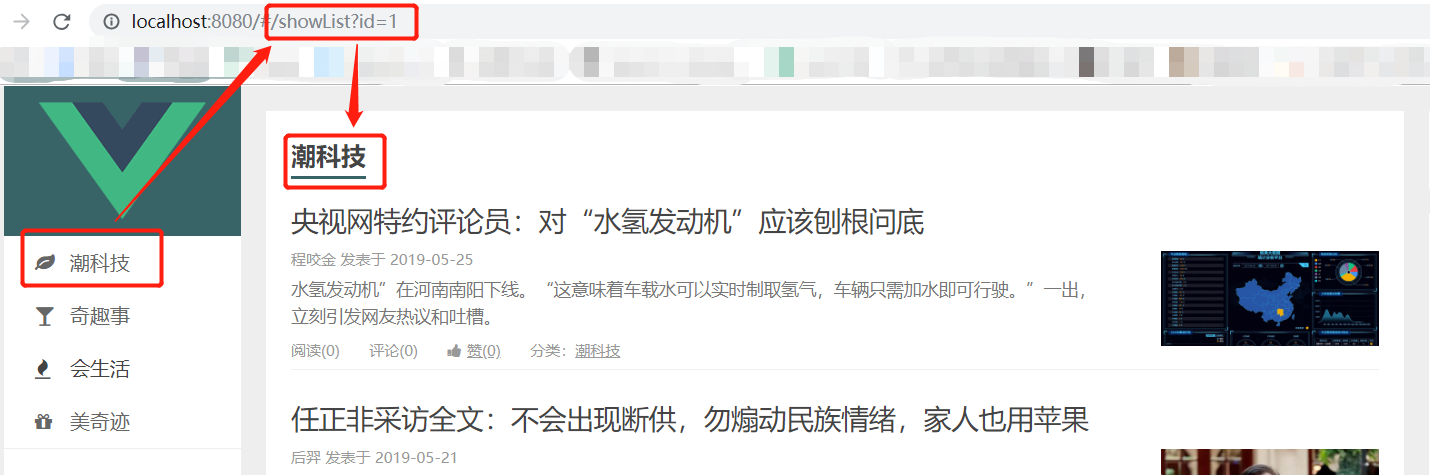 localhost:8080/#/showList?id=1
潮科技
奇趣事
会生活
美奇迹
潮科技
央视网特约评论员：对“水氢发动机”应该刨根问底
程咬金 发表于 2019-05-25
水氢发动机”在河南南阳下线。“这意味着车载水可以实时制取氢气，车辆只需加水即可行驶。”一出，
立刻引发网友热议和吐槽。
阅读(0) 评论(0) 赞(0) 分类：潮科技
任正非采访全文：不会出现断供，勿煽动民族情绪，家人也用苹果
后羿 发表于 2019-05-21